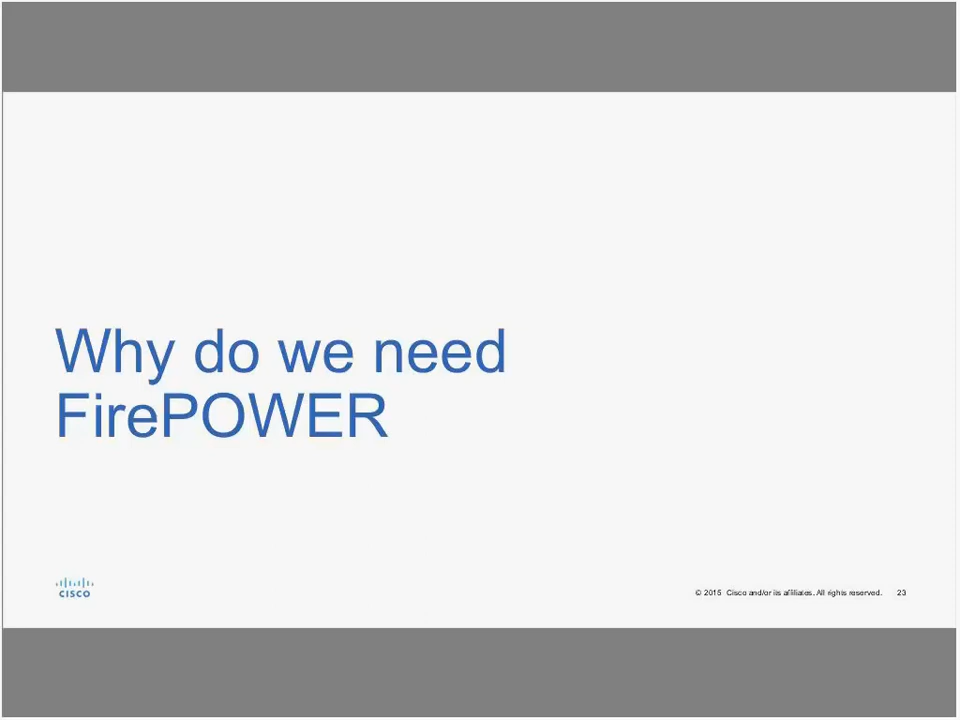 Why do we need
FirePOWER
CISCO
© 2015 Cisco and/or its affiliates. All rights reserved. 23